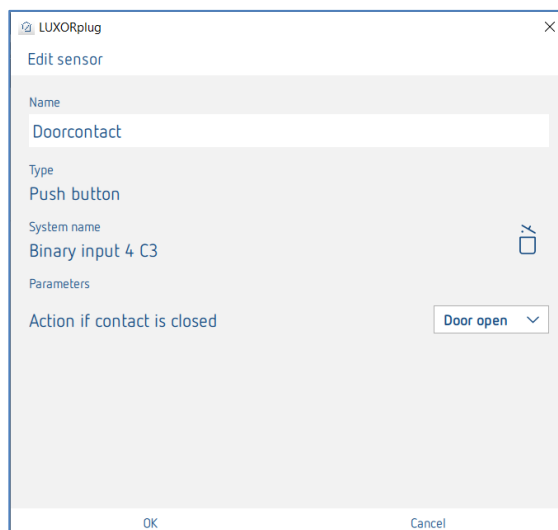 LUXORplug
Edit sensor
Name
Doorcontact
Type
Push button
System name
Binary input 4 C3
Parameters
Action if contact is closed Door open
OK Cancel